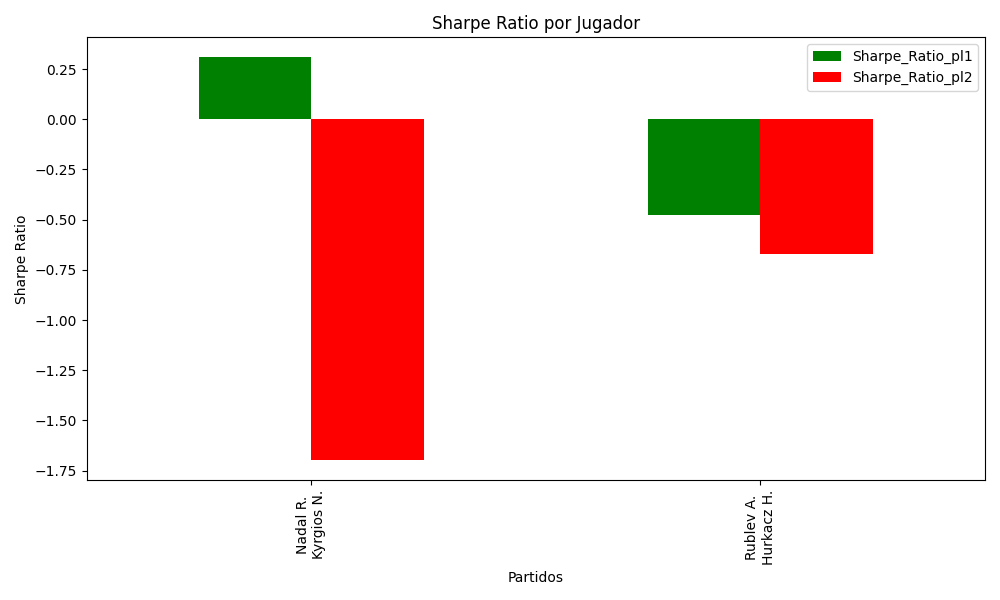 Sharpe Ratio por Jugador
Sharpe_Ratio_pl1
Sharpe_Ratio_pl2
Sharpe Ratio
0.25
0.00
−0.25
−0.50
−0.75
−1.00
−1.25
−1.50
−1.75
Nadal R.
Kyrgios N.
Rublev A.
Hurkacz H.
Partidos